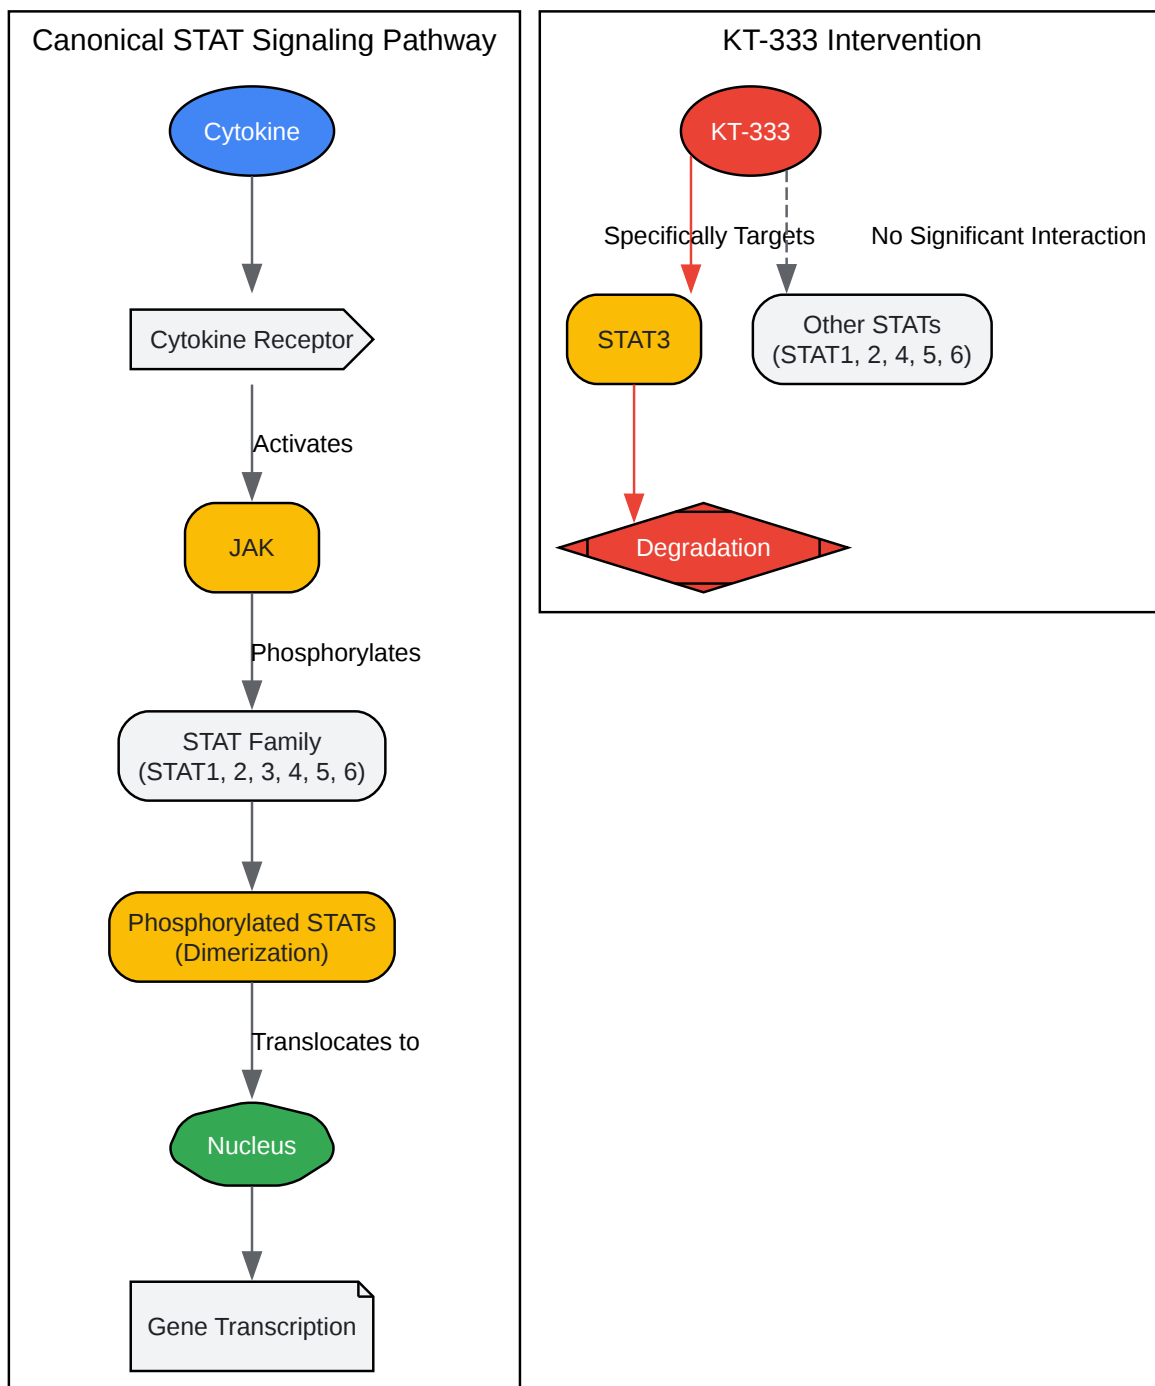 Canonical STAT Signaling Pathway
Cytokine
Cytokine Receptor
Activates
JAK
Phosphorylates
STAT Family
(STAT1, 2, 3, 4, 5, 6)
Phosphorylated STATs
(Dimerization)
Translocates to
Nucleus
Gene Transcription
KT-333 Intervention
KT-333
Specifically Targets
No Significant Interaction
STAT3
Other STATs
(STAT1, 2, 4, 5, 6)
Degradation